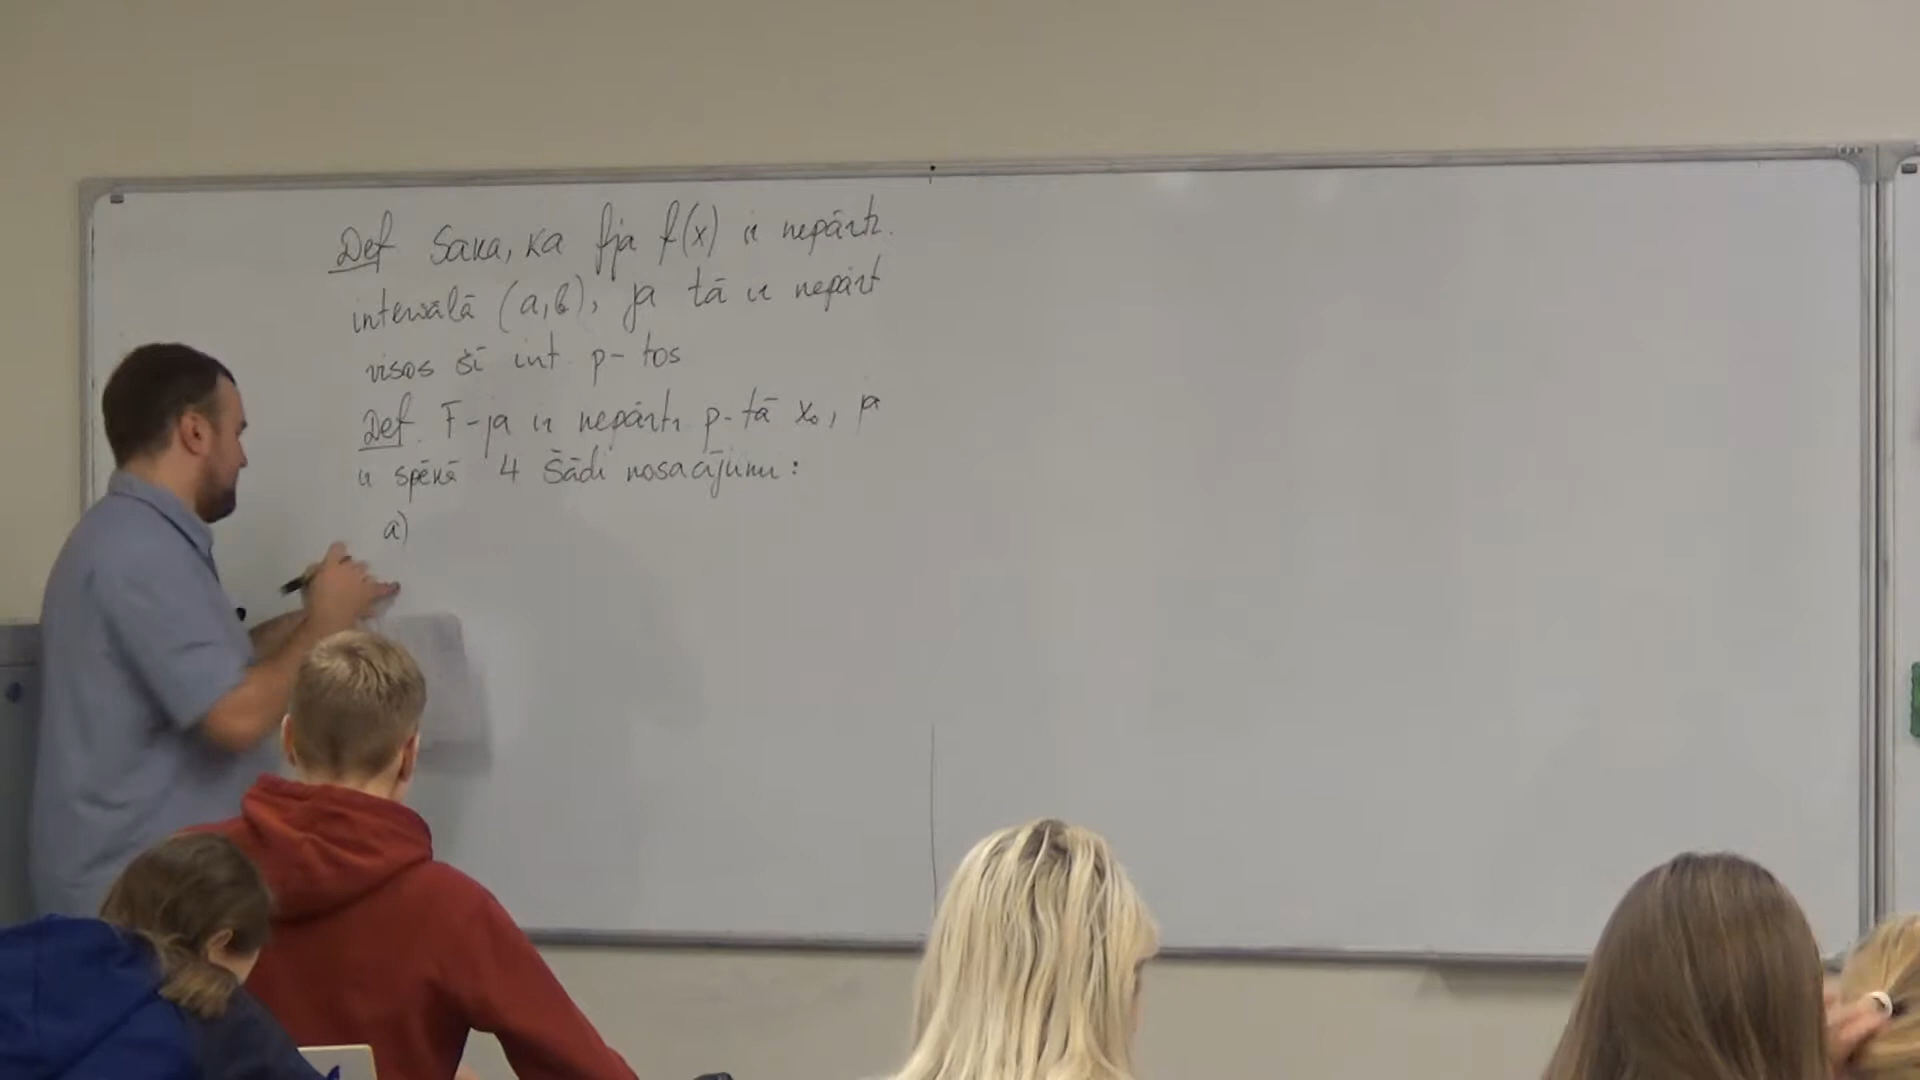 Def Saka, ka fja f(x) ir nepārtr.
intervālā (a,b), ja tā ir nepārt
visos šī int p-tos
Def. F-ja ir nepārtr p-tā x₀, ja
ir spēkā 4 šādi nosacījumi:
a)